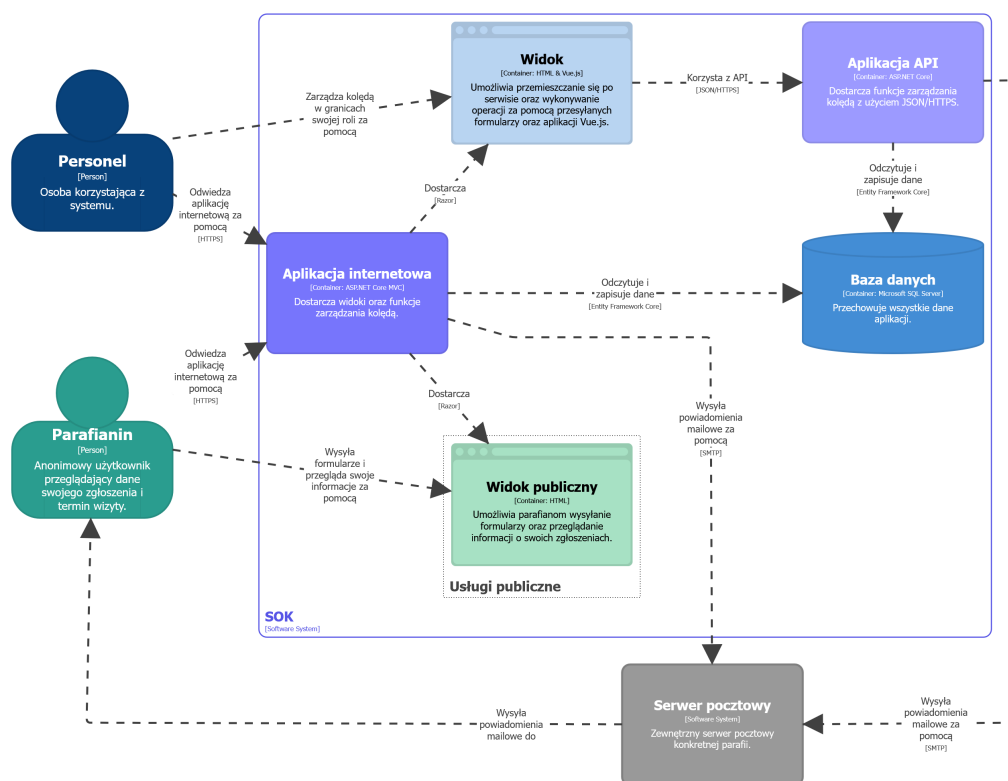 Widok
[Container: HTML & Vue.js]
Umożliwia przemieszczanie się po
serwisie oraz wykonywanie
operacji za pomocą przesyłanych
formularzy oraz aplikacji Vue.js.
Korzysta z API
[JSON/HTTPS]
Aplikacja API
[Container: ASP.NET Core]
Dostarcza funkcje zarządzania
kolędą z użyciem JSON/HTTPS.
Zarządza kolędą
w granicach
swojej roli za
pomocą
Personel
[Person]
Osoba korzystająca z
systemu.
Odwiedza
aplikację
internetową za
pomocą
[HTTPS]
Dostarcza
[Razor]
Odczytuje i
zapisuje dane
[Entity Framework Core]
Aplikacja internetowa
[Container: ASP.NET Core MVC]
Dostarcza widoki oraz funkcje
zarządzania kolędą.
Odczytuje i
zapisuje dane
[Entity Framework Core]
Baza danych
[Container: Microsoft SQL Server]
Przechowuje wszystkie dane
aplikacji.
Odwiedza
aplikację
internetową za
pomocą
[HTTPS]
Dostarcza
[Razor]
Wysyła
powiadomienia
mailowe za
pomocą
[SMTP]
Parafianin
[Person]
Anonimowy użytkownik
przeglądający dane
swojego zgłoszenia i
termin wizyty.
Wysyła
formularze i
przegląda swoje
informacje za
pomocą
Widok publiczny
[Container: HTML]
Umożliwia parafianom wysyłanie
formularzy oraz przeglądanie
informacji o swoich zgłoszeniach.
Usługi publiczne
SOK
[Software System]
Serwer pocztowy
[Software System]
Zewnętrzny serwer pocztowy
konkretnej parafii.
Wysyła
powiadomienia
mailowe do
Wysyła
powiadomienia
mailowe za
pomocą
[SMTP]